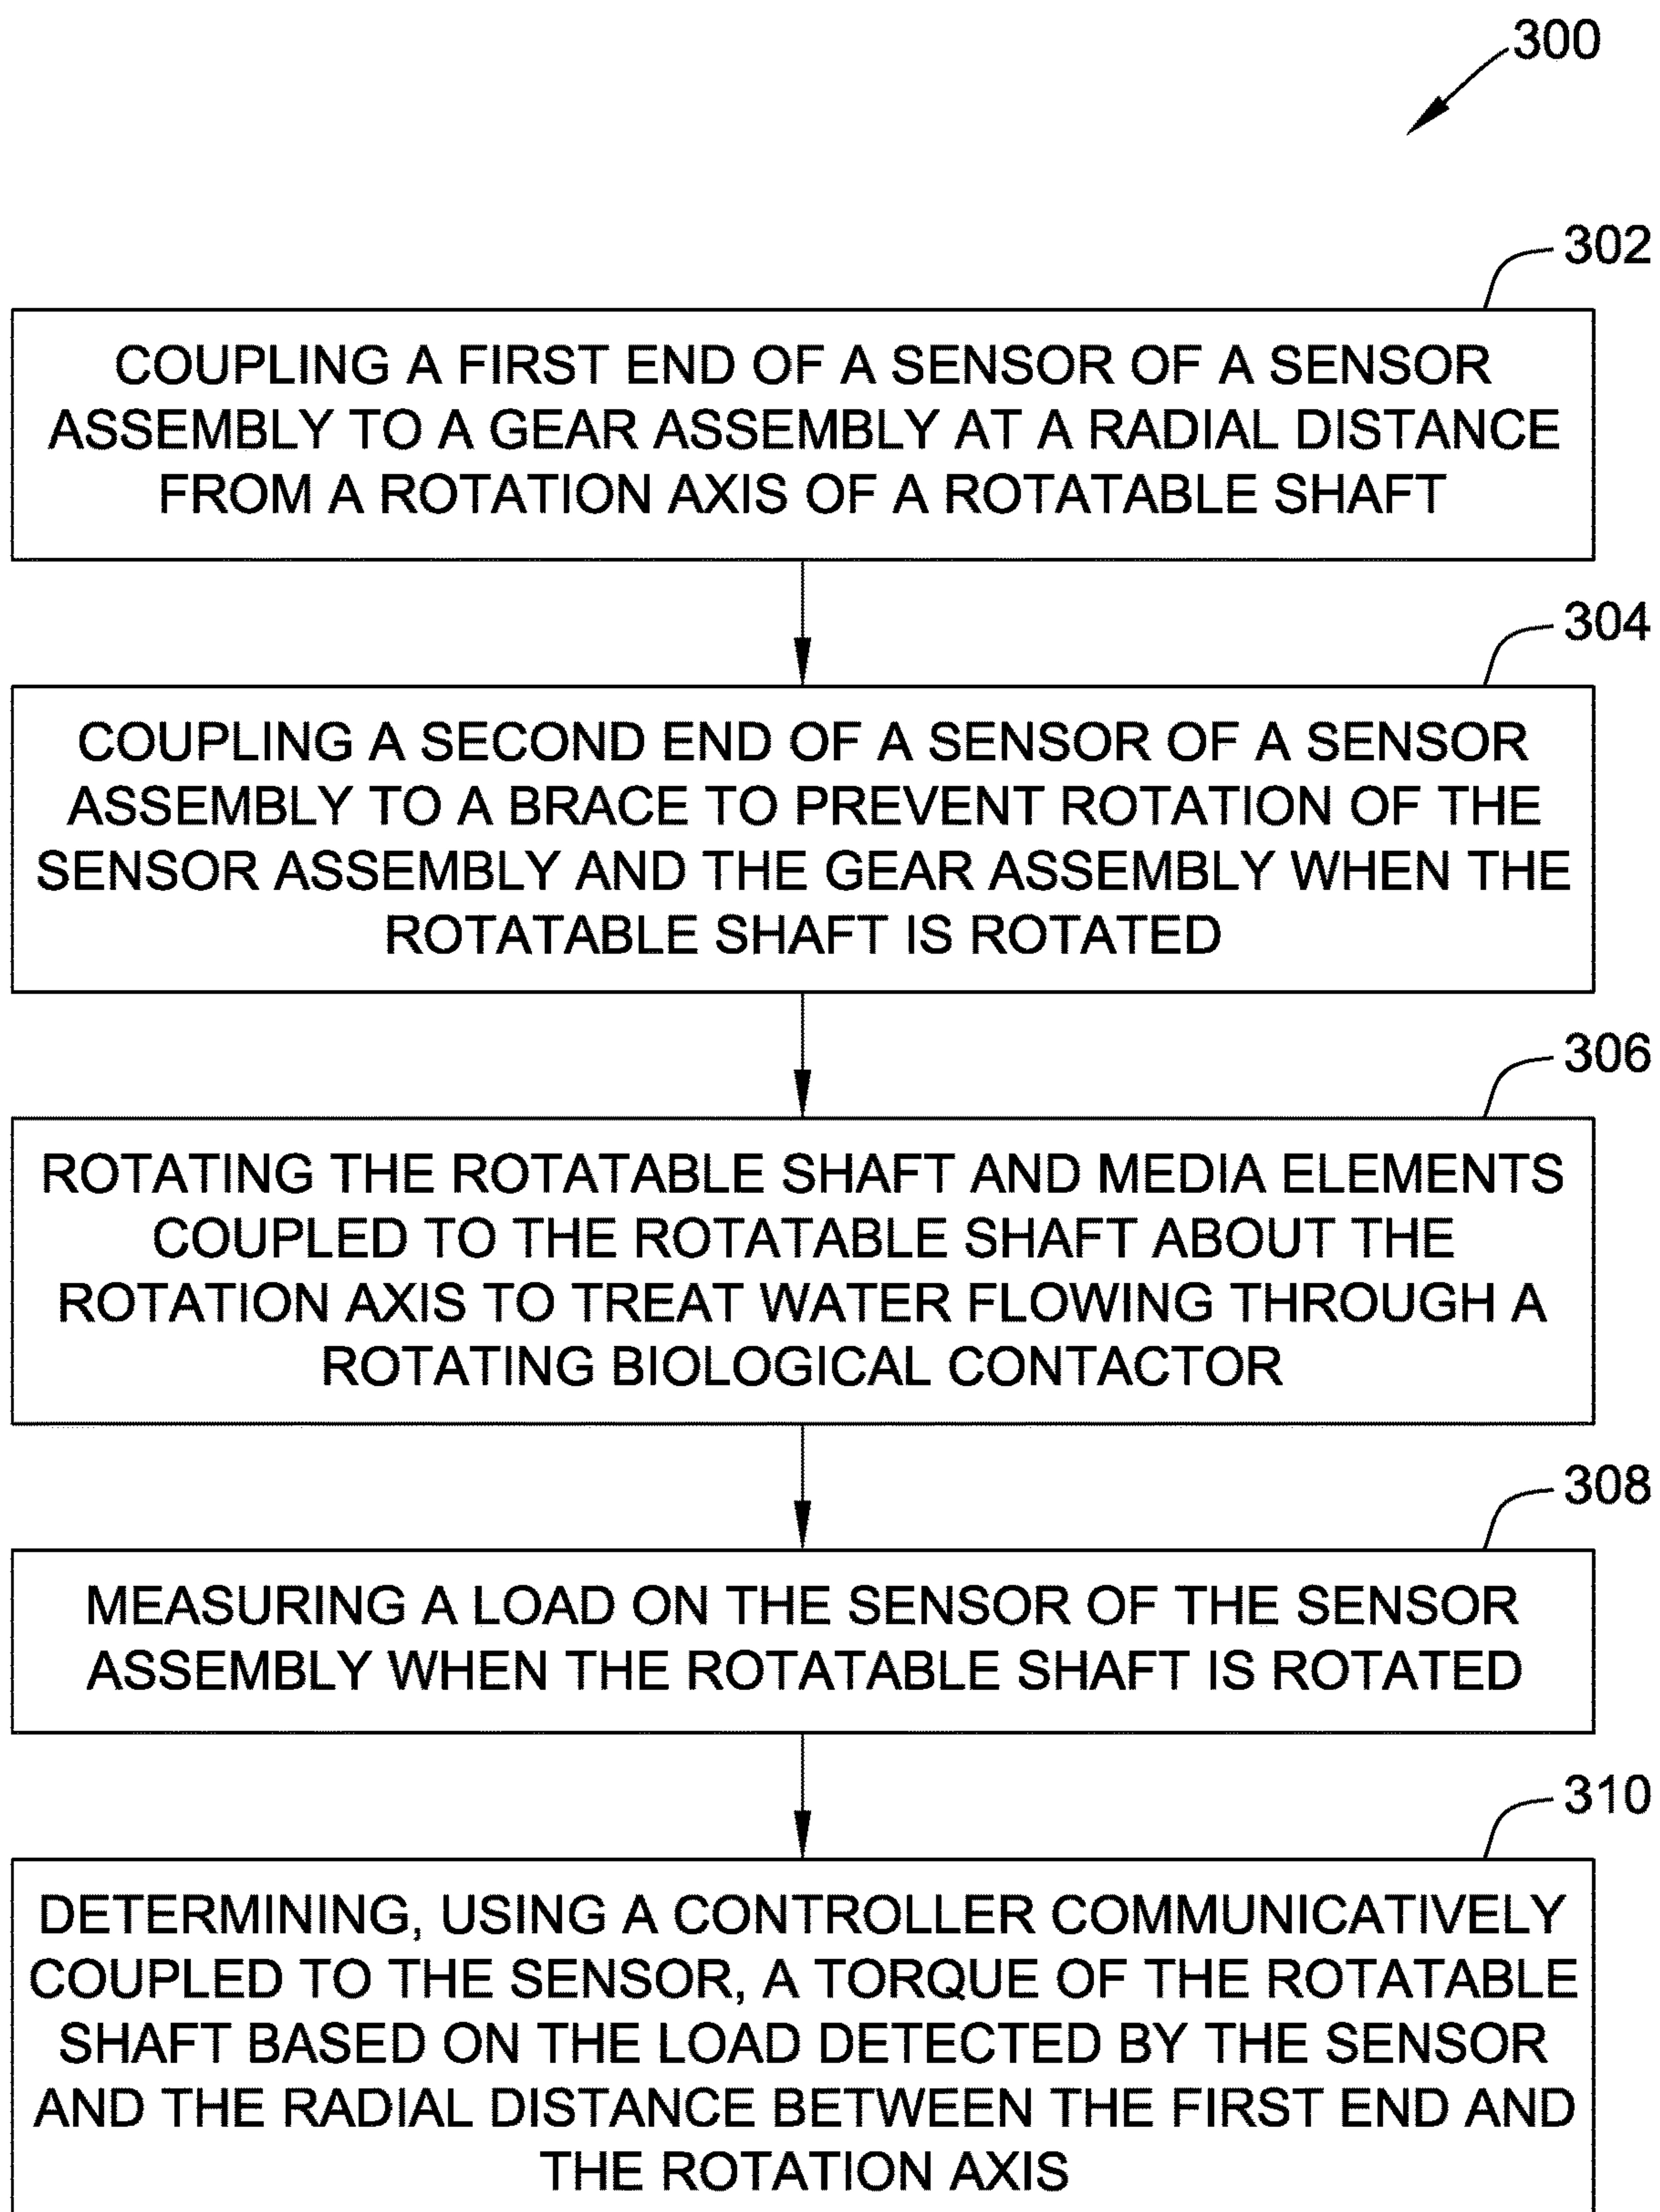 300
302
COUPLING A FIRST END OF A SENSOR OF A SENSOR
ASSEMBLY TO A GEAR ASSEMBLY AT A RADIAL DISTANCE
FROM A ROTATION AXIS OF A ROTATABLE SHAFT
304
COUPLING A SECOND END OF A SENSOR OF A SENSOR
ASSEMBLY TO A BRACE TO PREVENT ROTATION OF THE
SENSOR ASSEMBLY AND THE GEAR ASSEMBLY WHEN THE
ROTATABLE SHAFT IS ROTATED
306
ROTATING THE ROTATABLE SHAFT AND MEDIA ELEMENTS
COUPLED TO THE ROTATABLE SHAFT ABOUT THE
ROTATION AXIS TO TREAT WATER FLOWING THROUGH A
ROTATING BIOLOGICAL CONTACTOR
308
MEASURING A LOAD ON THE SENSOR OF THE SENSOR
ASSEMBLY WHEN THE ROTATABLE SHAFT IS ROTATED
310
DETERMINING, USING A CONTROLLER COMMUNICATIVELY
COUPLED TO THE SENSOR, A TORQUE OF THE ROTATABLE
SHAFT BASED ON THE LOAD DETECTED BY THE SENSOR
AND THE RADIAL DISTANCE BETWEEN THE FIRST END AND
THE ROTATION AXIS